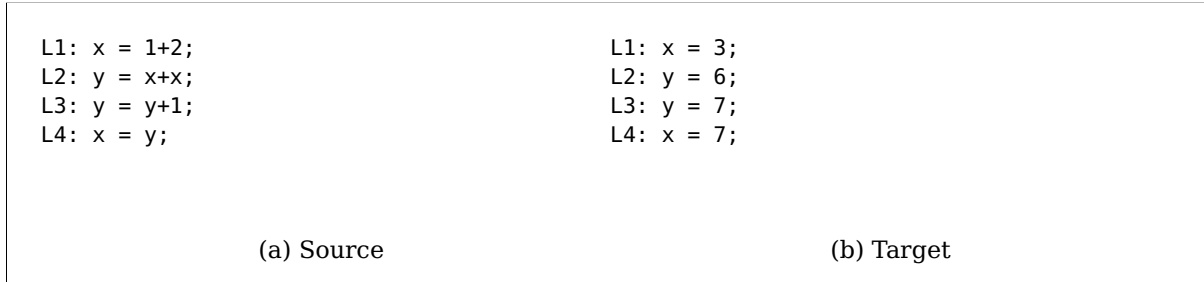 L1: x = 1+2;
L2: y = x+x;
L3: y = y+1;
L4: x = y;
(a) Source
L1: x = 3;
L2: y = 6;
L3: y = 7;
L4: x = 7;
(b) Target